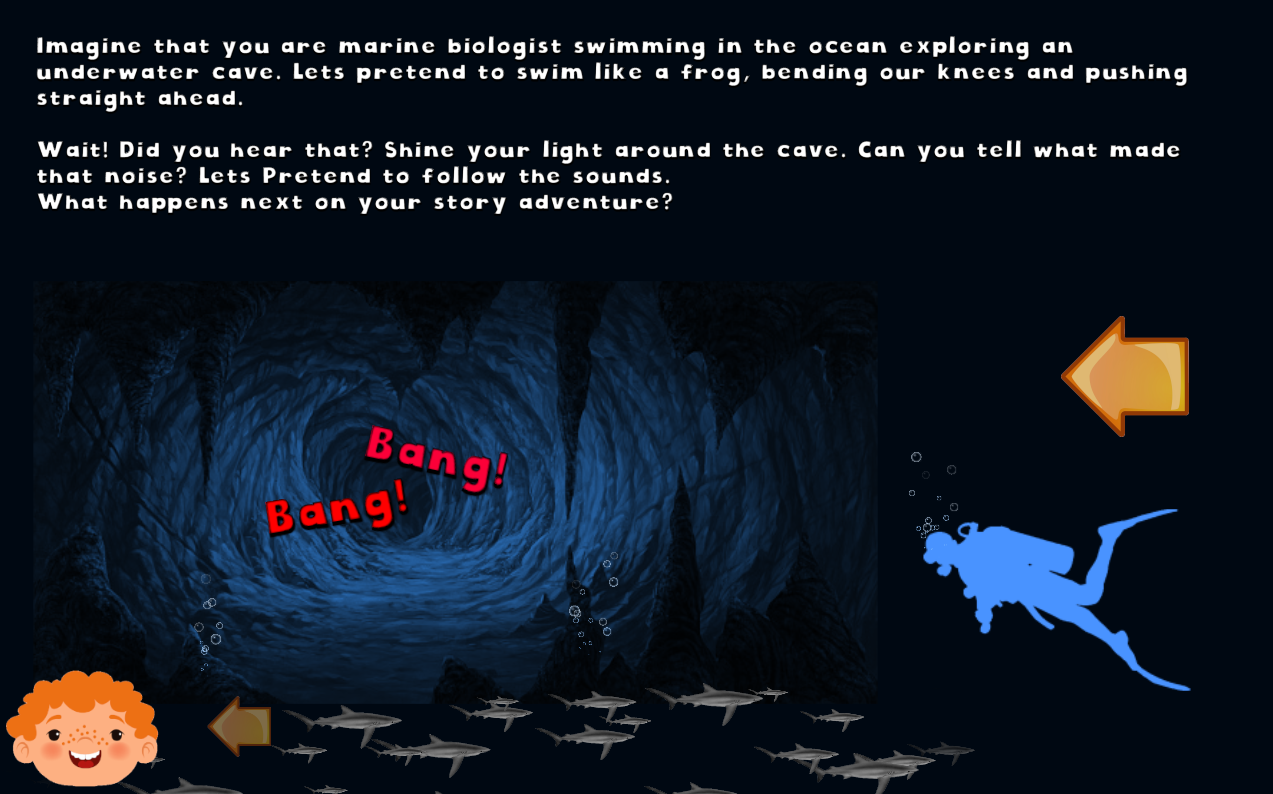 Imagine that you are marine biologist swimming in the ocean exploring an
underwater cave. Lets pretend to swim like a frog, bending our knees and pushing
straight ahead.
Wait! Did you hear that? Shine your light around the cave. Can you tell what made
that noise? Lets Pretend to follow the sounds.
What happens next on your story adventure?
Bang!
Bang!